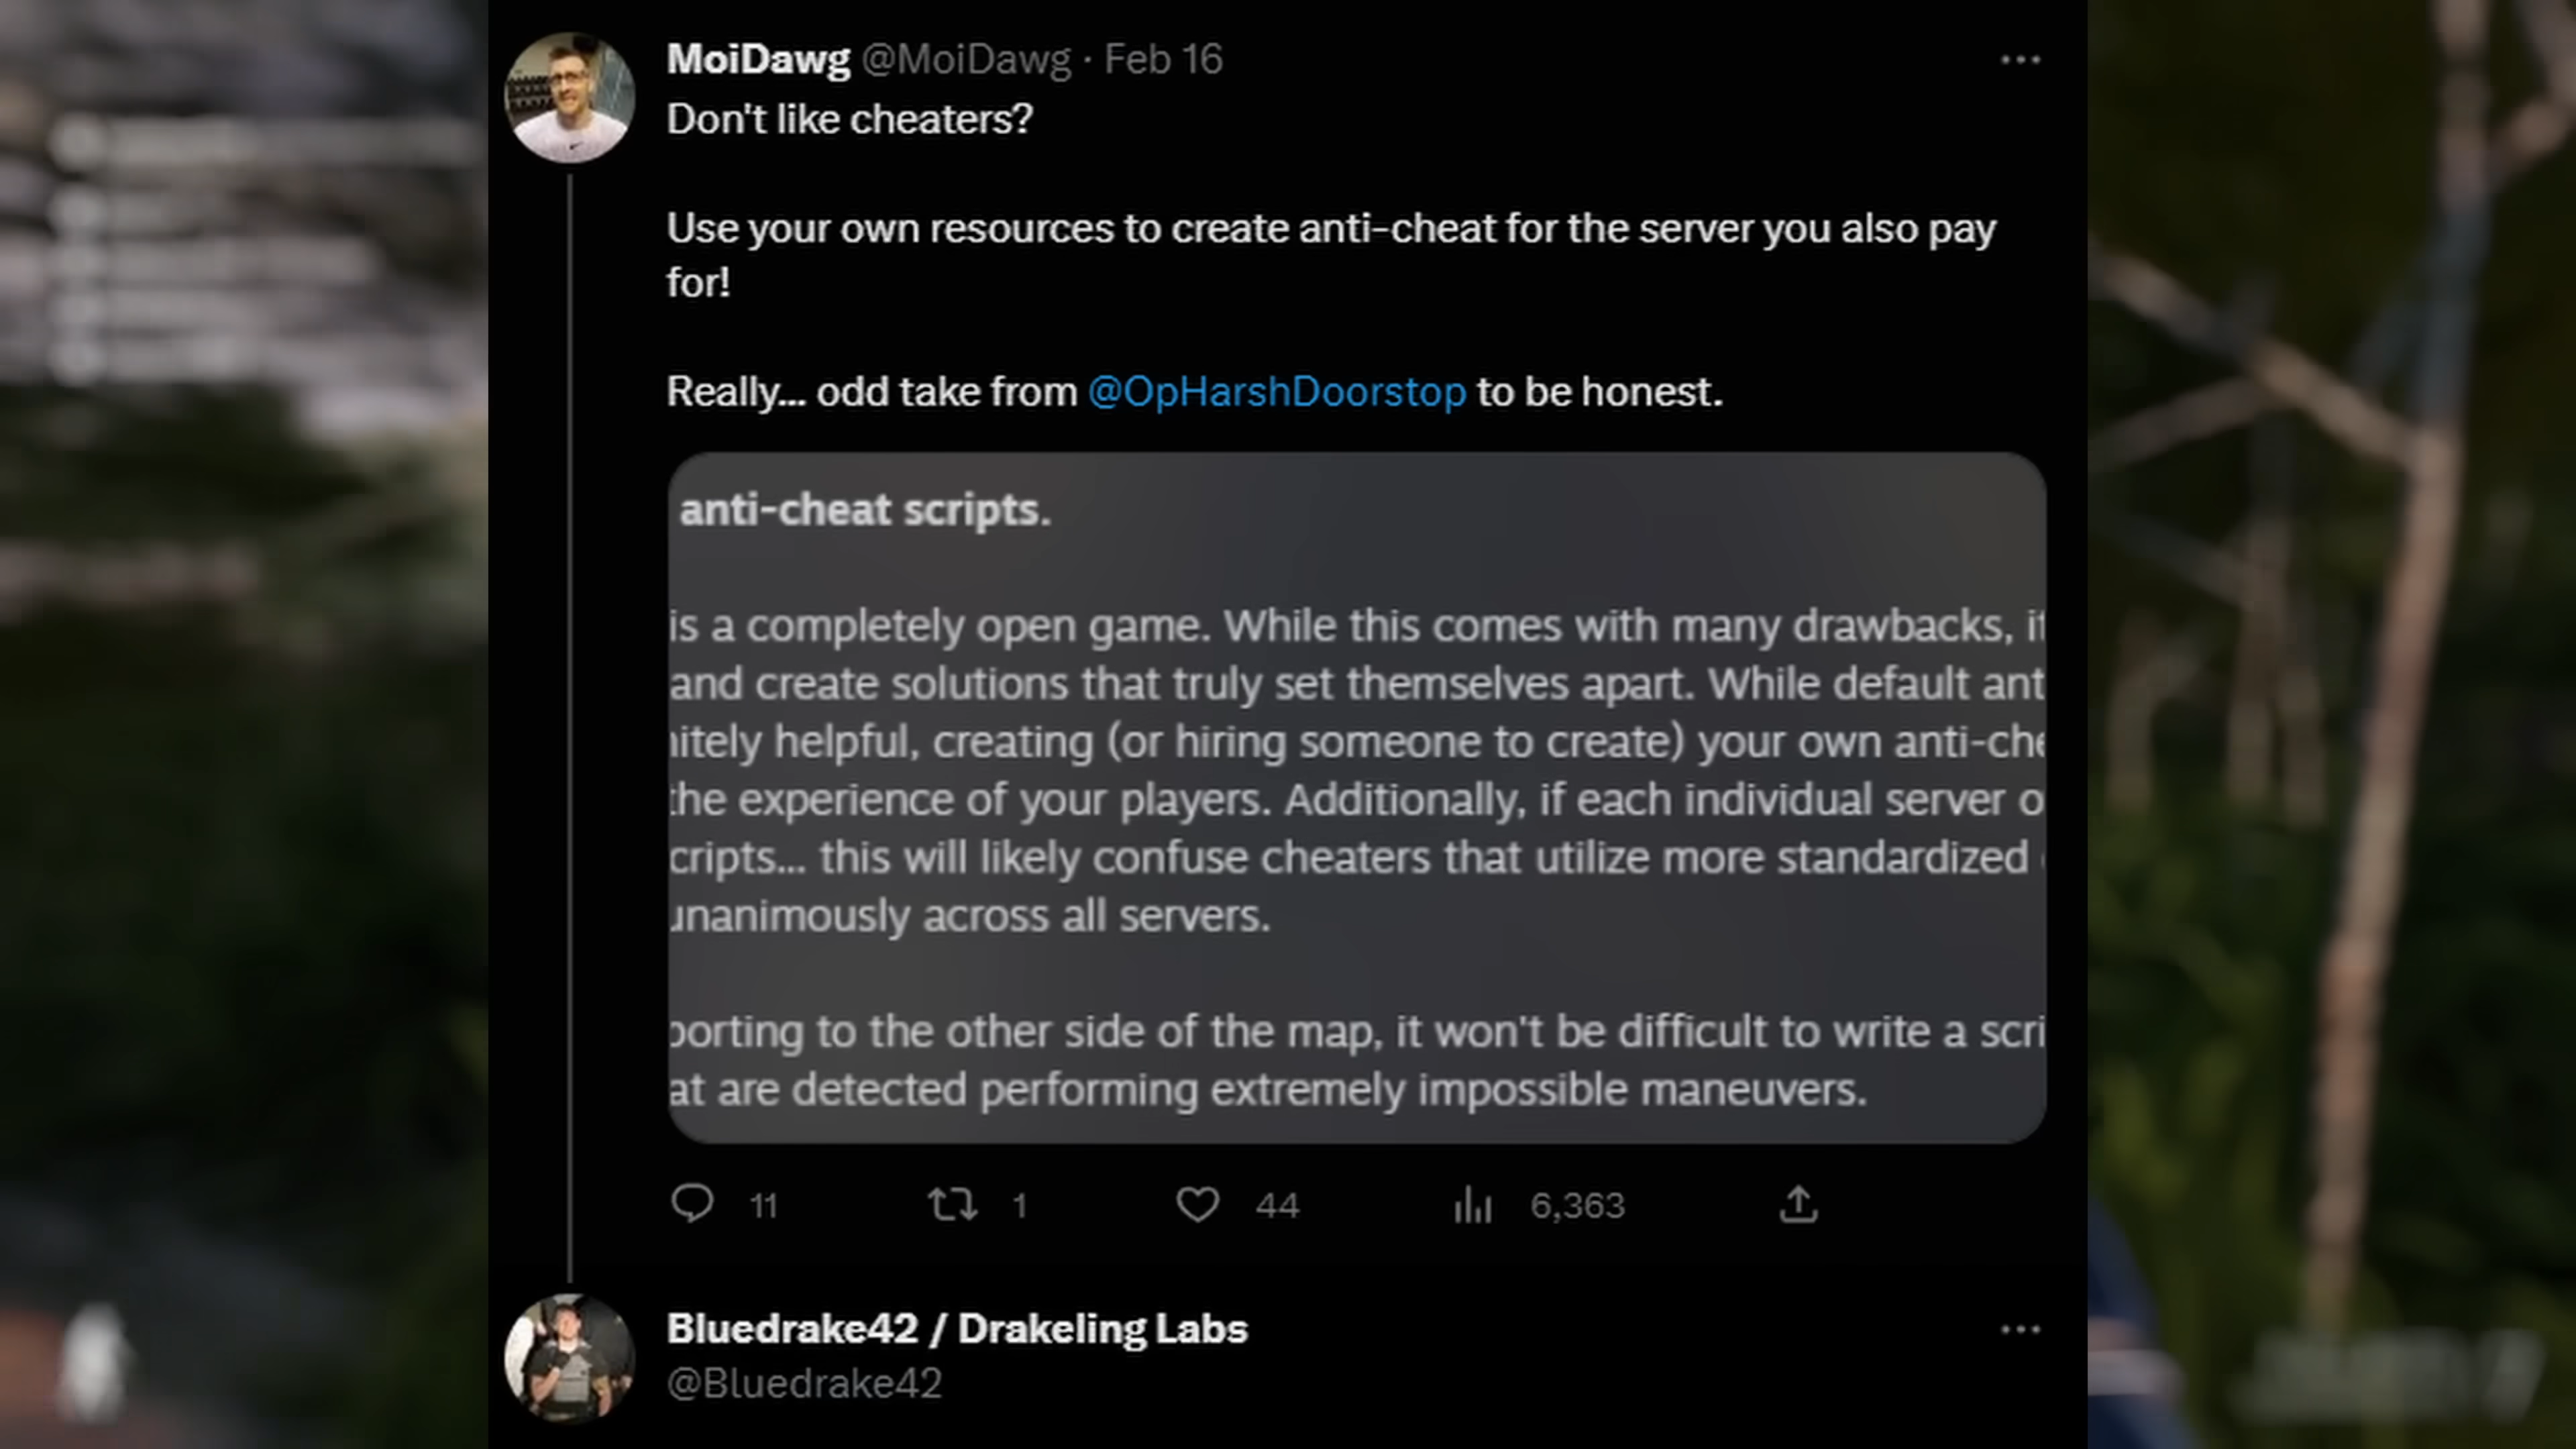 MoiDawg @MoiDawg · Feb 16
Don't like cheaters?
Use your own resources to create anti-cheat for the server you also pay
for!
Really... odd take from @OpHarshDoorstop to be honest.
anti-cheat scripts.
is a completely open game. While this comes with many drawbacks, it
and create solutions that truly set themselves apart. While default ant
nitely helpful, creating (or hiring someone to create) your own anti-che
the experience of your players. Additionally, if each individual server o
cripts... this will likely confuse cheaters that utilize more standardized
unanimously across all servers.
porting to the other side of the map, it won't be difficult to write a scri
at are detected performing extremely impossible maneuvers.
11 1 44 6,363
Bluedrake42 / Drakeling Labs
@Bluedrake42